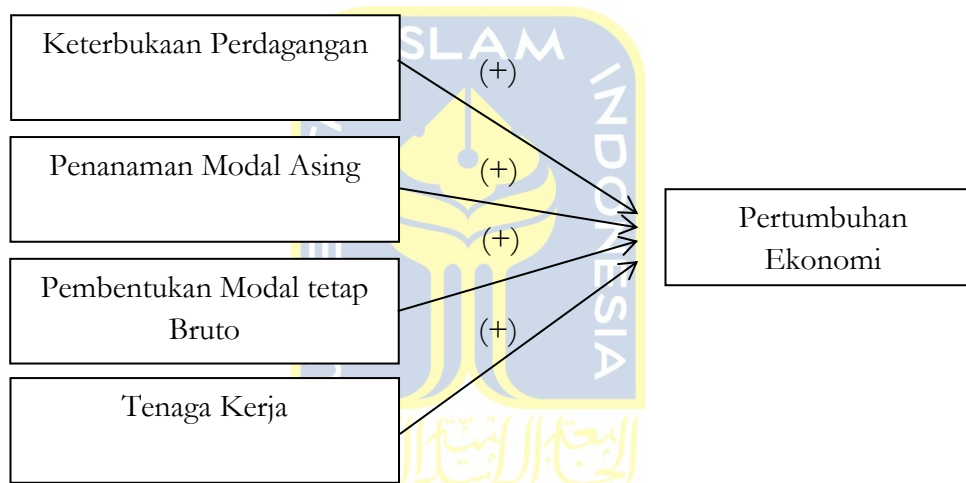 Keterbukaan Perdagangan
(+)
Penanaman Modal Asing
(+)
Pertumbuhan
Ekonomi
(+)
Pembentukan Modal tetap
Bruto
(+)
Tenaga Kerja
SLAM
INDONESIA